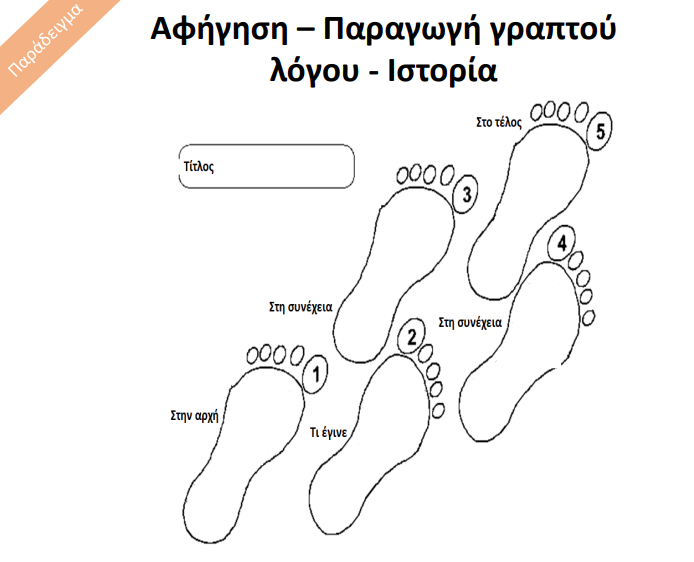 Παράδειγμα
Αφήγηση – Παραγωγή γραπτού
λόγου - Ιστορία
Τίτλος
Στην αρχή
1
Τι έγινε
2
Στη συνέχεια
3
Στη συνέχεια
4
Στο τέλος
5